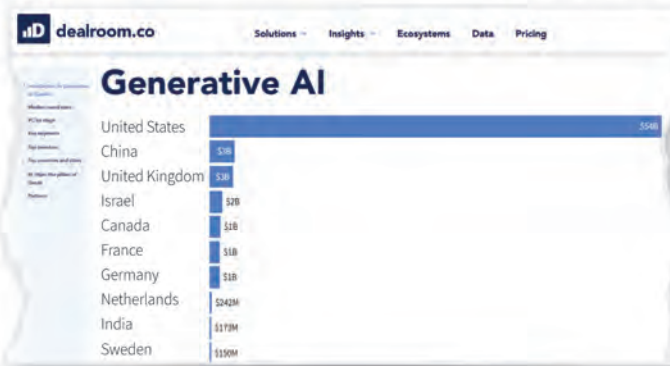 dealroom.co
Solutions Insights Ecosystems Data Pricing
Generative AI
United States
China $3B
United Kingdom $3B
Israel $2B
Canada $1B
France $1B
Germany $1B
Netherlands $242M
India $173M
Sweden $150M